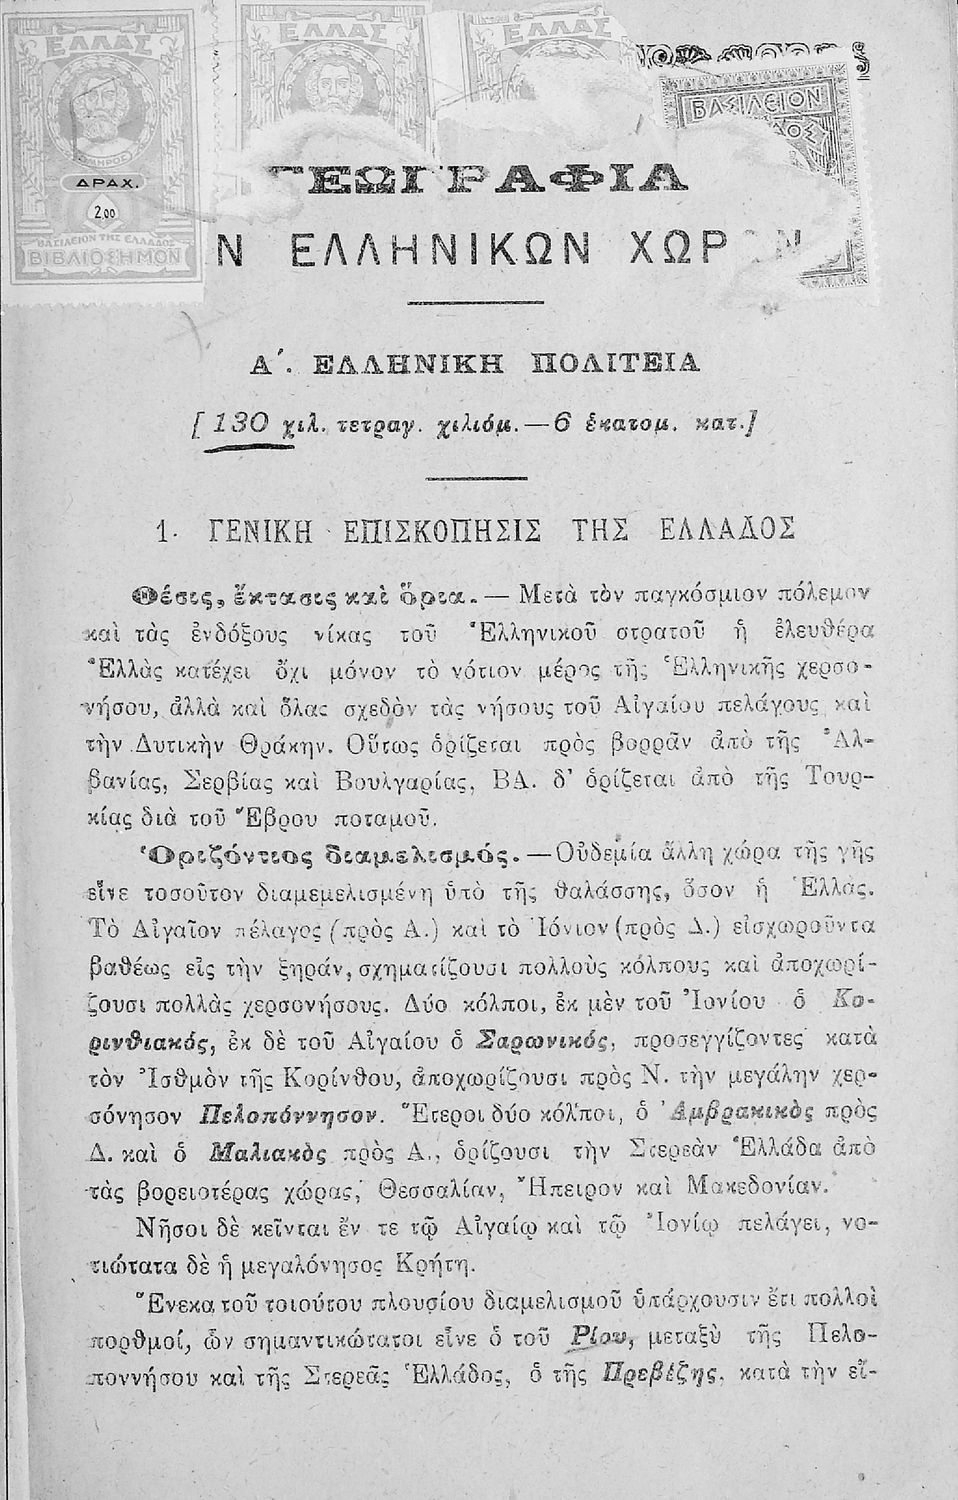 ΕΛΛΑΣ
ΟΜΗΡΟΣ
ΔΡΑΧ.
2.00
ΒΑΣΙΛΕΙΟΝ ΤΗΣ ΕΛΛΑΔΟΣ
ΒΙΒΛΙΟΣΗΜΟΝ
ΕΛΛΑΣ
ΕΛΛΑΣ
ΒΑΣΙΛΕΙΟΝ
ΓΕΩΓΡΑΦΙΑ
Ν ΕΛΛΗΝΙΚΩΝ ΧΩΡ Ν
Α΄. ΕΛΛΗΝΙΚΗ ΠΟΛΙΤΕΙΑ
[130 χιλ. τετραγ. χιλιόμ.—6 ἑκατομ. κατ.]
1. ΓΕΝΙΚΗ ΕΠΙΣΚΟΠΗΣΙΣ ΤΗΣ ΕΛΛΑΔΟΣ
Θέσις, ἔκτασις καὶ ὅρια.— Μετὰ τὸν παγκόσμιον πόλεμον
καὶ τὰς ἐνδόξους νίκας τοῦ Ἑλληνικοῦ στρατοῦ ἡ ἐλευθέρα
Ἑλλὰς κατέχει ὄχι μόνον τὸ νότιον μέρος τῆς Ἑλληνικῆς χερσο-
νήσου, ἀλλὰ καὶ ὅλας σχεδὸν τὰς νήσους τοῦ Αἰγαίου πελάγους καὶ
τὴν Δυτικὴν Θράκην. Οὕτως ὁρίζεται πρὸς βορρᾶν ἀπὸ τῆς Ἀλ-
βανίας, Σερβίας καὶ Βουλγαρίας, ΒΑ. δ' ὁρίζεται ἀπὸ τῆς Τουρ-
κίας διὰ τοῦ Ἕβρου ποταμοῦ.
Ὁριζόντιος διαμελισμός.—Οὐδεμία ἄλλη χώρα τῆς γῆς
εἶνε τοσοῦτον διαμεμελισμένη ὑπὸ τῆς θαλάσσης, ὅσον ἡ Ἑλλάς.
Τὸ Αἰγαῖον πέλαγος (πρὸς Α.) καὶ τὸ Ἰόνιον (πρὸς Δ.) εἰσχωροῦντα
βαθέως εἰς τὴν ξηράν, σχηματίζουσι πολλοὺς κόλπους καὶ ἀποχωρί-
ζουσι πολλὰς χερσονήσους. Δύο κόλποι, ἐκ μὲν τοῦ Ἰονίου ὁ Κο-
ρινθιακός, ἐκ δὲ τοῦ Αἰγαίου ὁ Σαρωνικός, προσεγγίζοντες κατὰ
τὸν Ἰσθμὸν τῆς Κορίνθου, ἀποχωρίζουσι πρὸς Ν. τὴν μεγάλην χερ-
σόνησον Πελοπόννησον. Ἕτεροι δύο κόλποι, ὁ Ἀμβρακικὸς πρὸς
Δ. καὶ ὁ Μαλιακὸς πρὸς Α., ὁρίζουσι τὴν Στερεὰν Ἑλλάδα ἀπὸ
τὰς βορειοτέρας χώρας, Θεσσαλίαν, Ἤπειρον καὶ Μακεδονίαν.
Νῆσοι δὲ κεῖνται ἔν τε τῷ Αἰγαίῳ καὶ τῷ Ἰονίῳ πελάγει, νο-
τιώτατα δὲ ἡ μεγαλόνησος Κρήτη.
Ἕνεκα τοῦ τοιούτου πλουσίου διαμελισμοῦ ὑπάρχουσιν ἔτι πολλοὶ
πορθμοί, ὧν σημαντικώτατοι εἶνε ὁ τοῦ Ρίου, μεταξὺ τῆς Πελο-
ποννήσου καὶ τῆς Στερεᾶς Ἑλλάδος, ὁ τῆς Πρεβέζης, κατὰ τὴν εἴ-